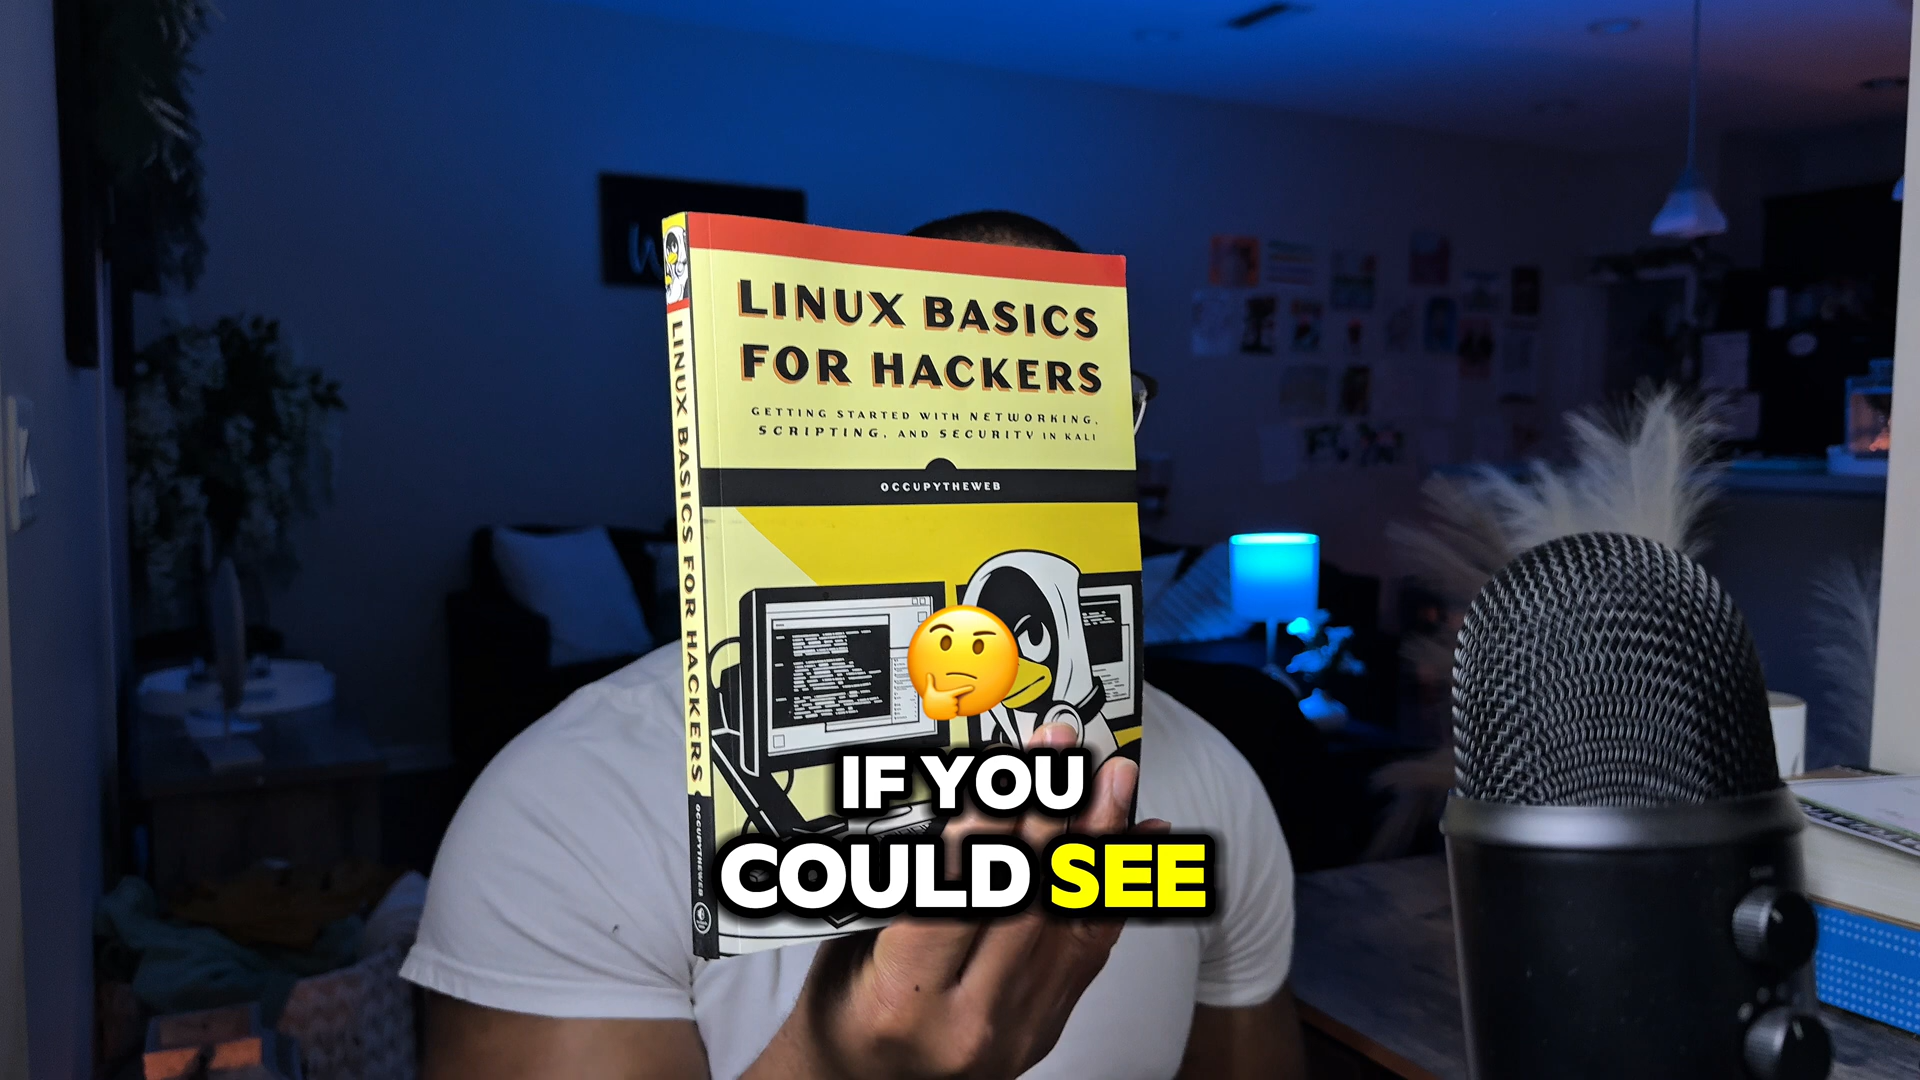 LINUX BASICS
FOR HACKERS
GETTING STARTED WITH NETWORKING,
SCRIPTING, AND SECURITY IN KALI
OCCUPYTHEWEB
LINUX BASICS FOR HACKERS
OCCUPYTHEWEB
IF YOU
COULD SEE